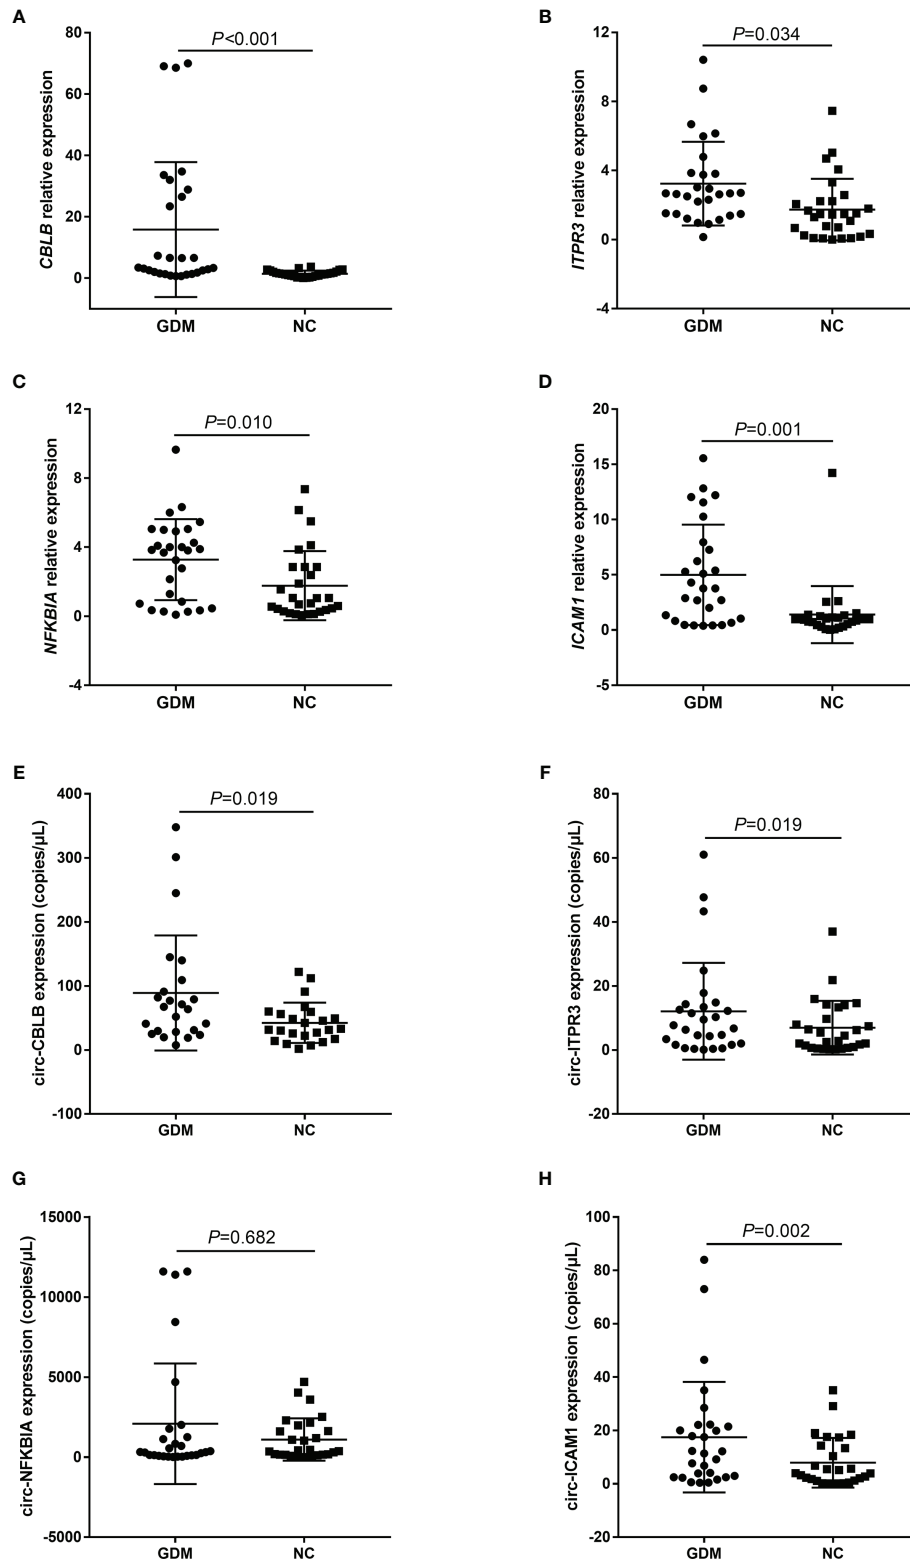 A
P<0.001
CBLB relative expression
80
60
40
20
0
GDM NC
B
P=0.034
ITPR3 relative expression
12
8
4
0
-4
GDM NC
C
P=0.010
NFKBIA relative expression
12
8
4
0
-4
GDM NC
D
P=0.001
ICAM1 relative expression
20
15
10
5
0
-5
GDM NC
E
P=0.019
circ-CBLB expression (copies/μL)
400
300
200
100
0
-100
GDM NC
F
P=0.019
circ-ITPR3 expression (copies/μL)
80
60
40
20
0
-20
GDM NC
G
P=0.682
circ-NFKBIA expression (copies/μL)
15000
10000
5000
0
-5000
GDM NC
H
P=0.002
circ-ICAM1 expression (copies/μL)
100
80
60
40
20
0
-20
GDM NC